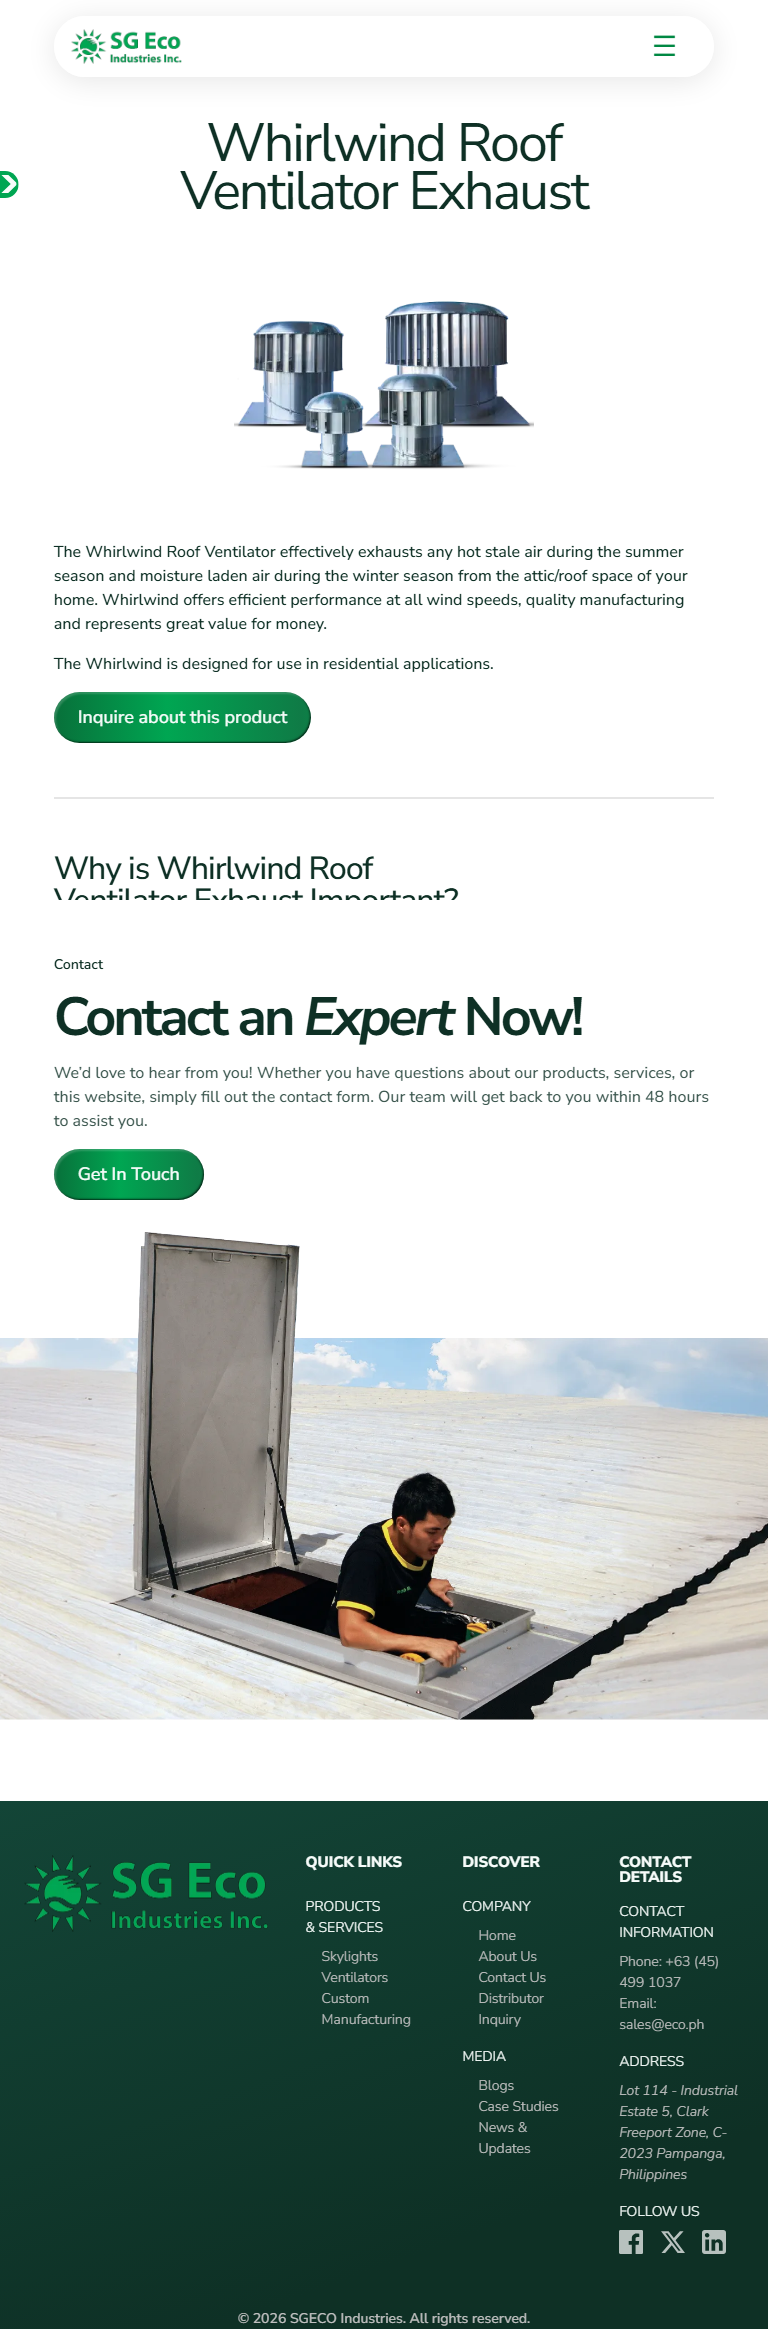 SG Eco
Industries Inc.
Whirlwind Roof
Ventilator Exhaust
The Whirlwind Roof Ventilator effectively exhausts any hot stale air during the summer
season and moisture laden air during the winter season from the attic/roof space of your
home. Whirlwind offers efficient performance at all wind speeds, quality manufacturing
and represents great value for money.
The Whirlwind is designed for use in residential applications.
Inquire about this product
Why is Whirlwind Roof
Ventilator Exhaust Important?
Contact
Contact an Expert Now!
We’d love to hear from you! Whether you have questions about our products, services, or
this website, simply fill out the contact form. Our team will get back to you within 48 hours
to assist you.
Get In Touch
SG Eco
Industries Inc.
QUICK LINKS
PRODUCTS
& SERVICES
Skylights
Ventilators
Custom
Manufacturing
DISCOVER
COMPANY
Home
About Us
Contact Us
Distributor
Inquiry
MEDIA
Blogs
Case Studies
News &
Updates
CONTACT
DETAILS
CONTACT
INFORMATION
Phone: +63 (45)
499 1037
Email:
sales@eco.ph
ADDRESS
Lot 114 - Industrial
Estate 5, Clark
Freeport Zone, C-
2023 Pampanga,
Philippines
FOLLOW US
© 2026 SGECO Industries. All rights reserved.